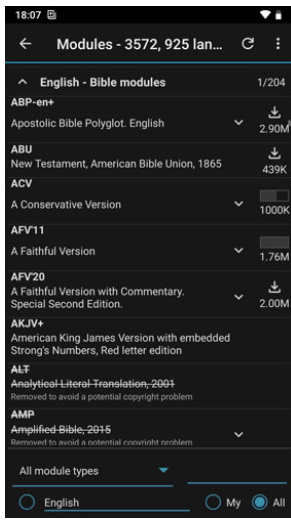 18:07
Modules - 3572, 925 lan...
English - Bible modules 1/204
ABP-en+
Apostolic Bible Polyglot. English
2.90M
ABU
New Testament, American Bible Union, 1865
439K
ACV
A Conservative Version
1000K
AFV'11
A Faithful Version
1.76M
AFV'20
A Faithful Version with Commentary.
Special Second Edition.
2.00M
AKJV+
American King James Version with embedded
Strong's Numbers, Red letter edition
ALT
Analytical Literal Translation, 2001
Removed to avoid a potential copyright problem
AMP
Amplified Bible, 2015
Removed to avoid a potential copyright problem
All module types
English My All